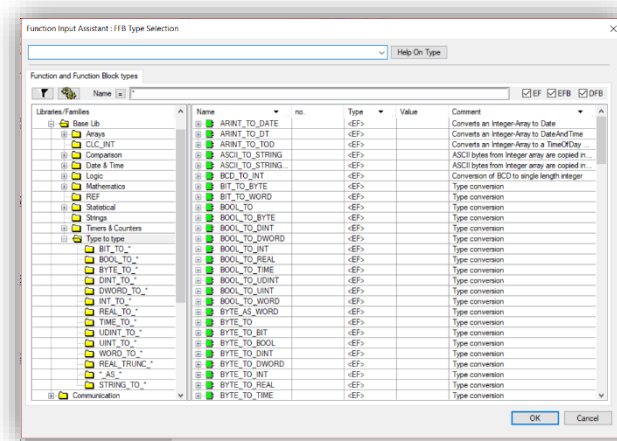 Function Input Assistant : FFB Type Selection
Help On Type
Function and Function Block types
Name = * EF EFB DFB
Libraries/Families
Base Lib
Arrays
CLC_INT
Comparison
Date & Time
Logic
Mathematics
REF
Statistical
Strings
Timers & Counters
Type to type
BIT_TO_*
BOOL_TO_*
BYTE_TO_*
DINT_TO_*
DWORD_TO_*
INT_TO_*
REAL_TO_*
TIME_TO_*
UDINT_TO_*
UINT_TO_*
WORD_TO_*
REAL_TRUNC_*
*_AS_*
STRING_TO_*
Communication
Name no. Type Value Comment
ARINT_TO_DATE <EF> Converts an Integer-Array to Date
ARINT_TO_DT <EF> Converts an Integer-Array to DateAndTime
ARINT_TO_TOD <EF> Converts an Integer-Array to a TimeOfDay ...
ASCII_TO_STRING <EF> ASCII bytes from Integer array are copied in...
ASCII_TO_STRING... <EF> ASCII bytes from Integer array are copied in...
BCD_TO_INT <EF> Conversion of BCD to single length integer
BIT_TO_BYTE <EF> Type conversion
BIT_TO_WORD <EF> Type conversion
BOOL_TO <EF> Type conversion
BOOL_TO_BYTE <EF> Type conversion
BOOL_TO_DINT <EF> Type conversion
BOOL_TO_DWORD <EF> Type conversion
BOOL_TO_INT <EF> Type conversion
BOOL_TO_REAL <EF> Type conversion
BOOL_TO_TIME <EF> Type conversion
BOOL_TO_UDINT <EF> Type conversion
BOOL_TO_UINT <EF> Type conversion
BOOL_TO_WORD <EF> Type conversion
BYTE_AS_WORD <EF> Type conversion
BYTE_TO <EF> Type conversion
BYTE_TO_BIT <EF> Type conversion
BYTE_TO_BOOL <EF> Type conversion
BYTE_TO_DINT <EF> Type conversion
BYTE_TO_DWORD <EF> Type conversion
BYTE_TO_INT <EF> Type conversion
BYTE_TO_REAL <EF> Type conversion
BYTE_TO_TIME <EF> Type conversion
OK Cancel